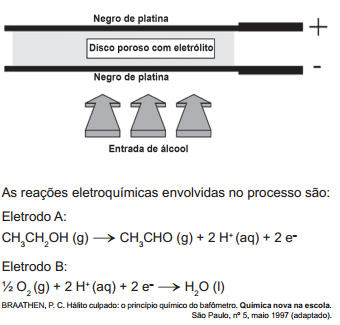 Negro de platina
+
Disco poroso com eletrólito
-
Negro de platina
Entrada de álcool
As reações eletroquímicas envolvidas no processo são:
Eletrodo A:
CH₃CH₂OH (g) ⟶ CH₃CHO (g) + 2 H⁺ (aq) + 2 e⁻
Eletrodo B:
½ O₂ (g) + 2 H⁺ (aq) + 2 e⁻ ⟶ H₂O (l)
BRAATHEN, P. C. Hálito culpado: o princípio químico do bafômetro. Química nova na escola.
São Paulo, nº 5, maio 1997 (adaptado).